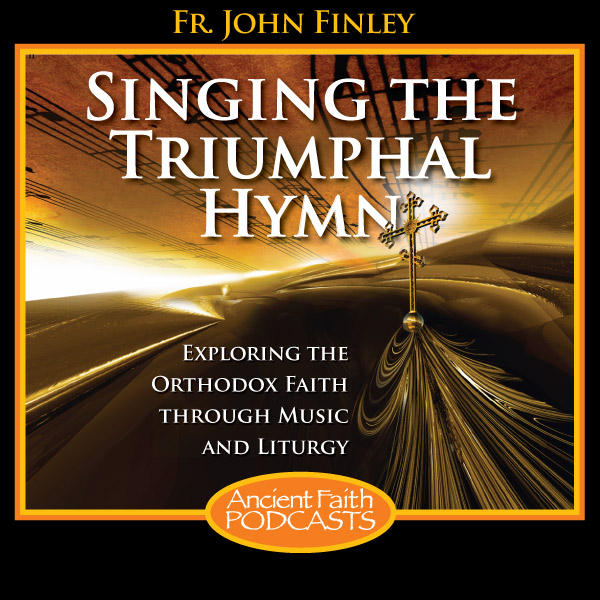 Fr. John Finley
Singing the
Triumphal
Hymn
Exploring the
Orthodox Faith
through Music
and Liturgy
Ancient Faith
PODCASTS